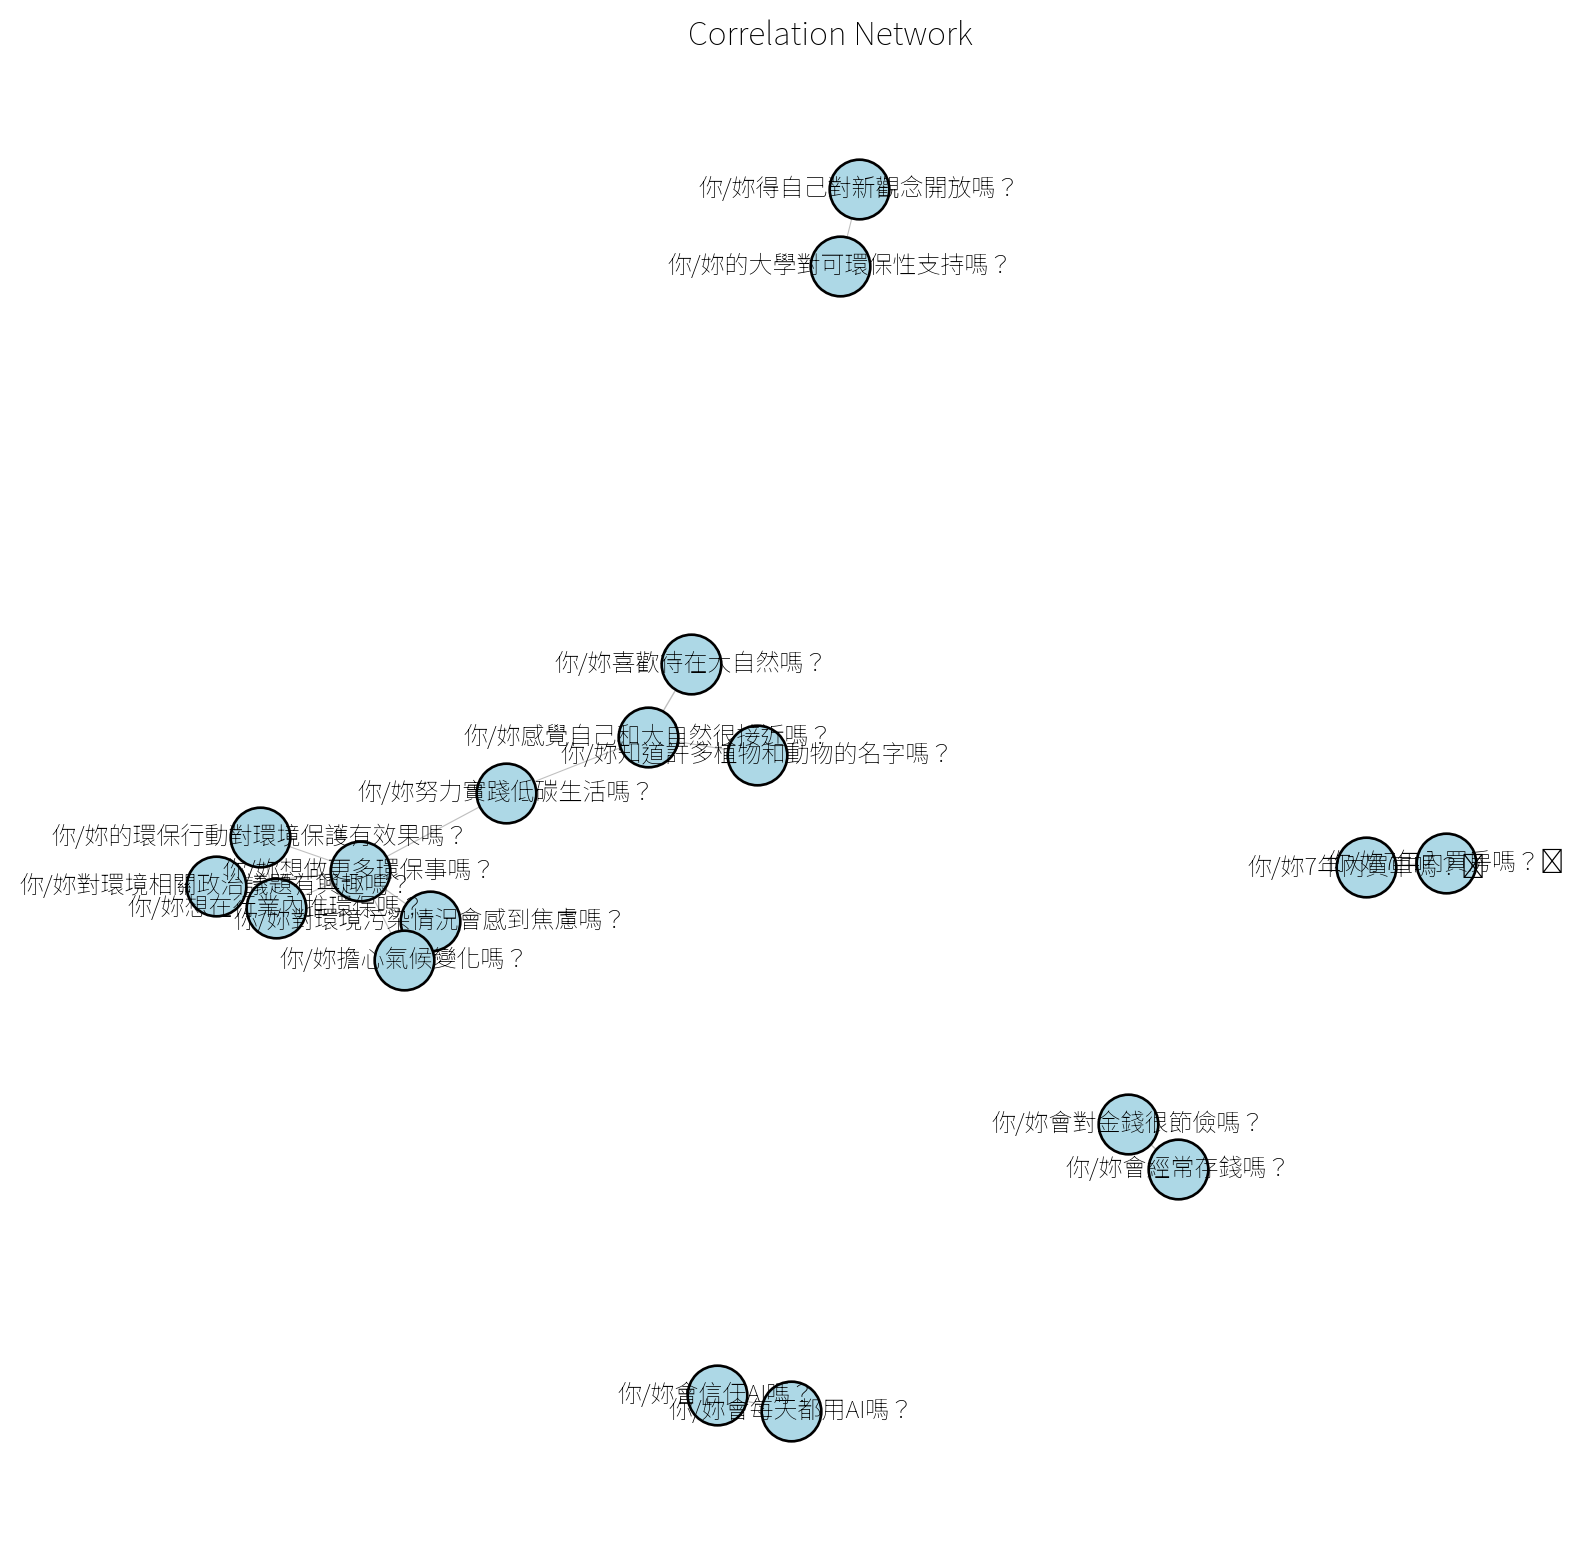 Correlation Network
你/妳得自己對新觀念開放嗎？
你/妳的大學對可環保性支持嗎？
你/妳喜歡待在大自然嗎？
你/妳感覺自己和大自然很接近嗎？
你/妳知道許多植物和動物的名字嗎？
你/妳努力實踐低碳生活嗎？
你/妳的環保行動對環境保護有效果嗎？
你/妳想做更多環保事嗎？
你/妳對環境相關政治議題有興趣嗎？
你/妳想在行業內推環保嗎？
你/妳對環境污染情況會感到焦慮嗎？
你/妳擔心氣候變化嗎？
你/妳7年內買房嗎？
你/妳7年內買車嗎？
你/妳會對金錢很節儉嗎？
你/妳會經常存錢嗎？
你/妳會信任AI嗎？
你/妳會每天都用AI嗎？